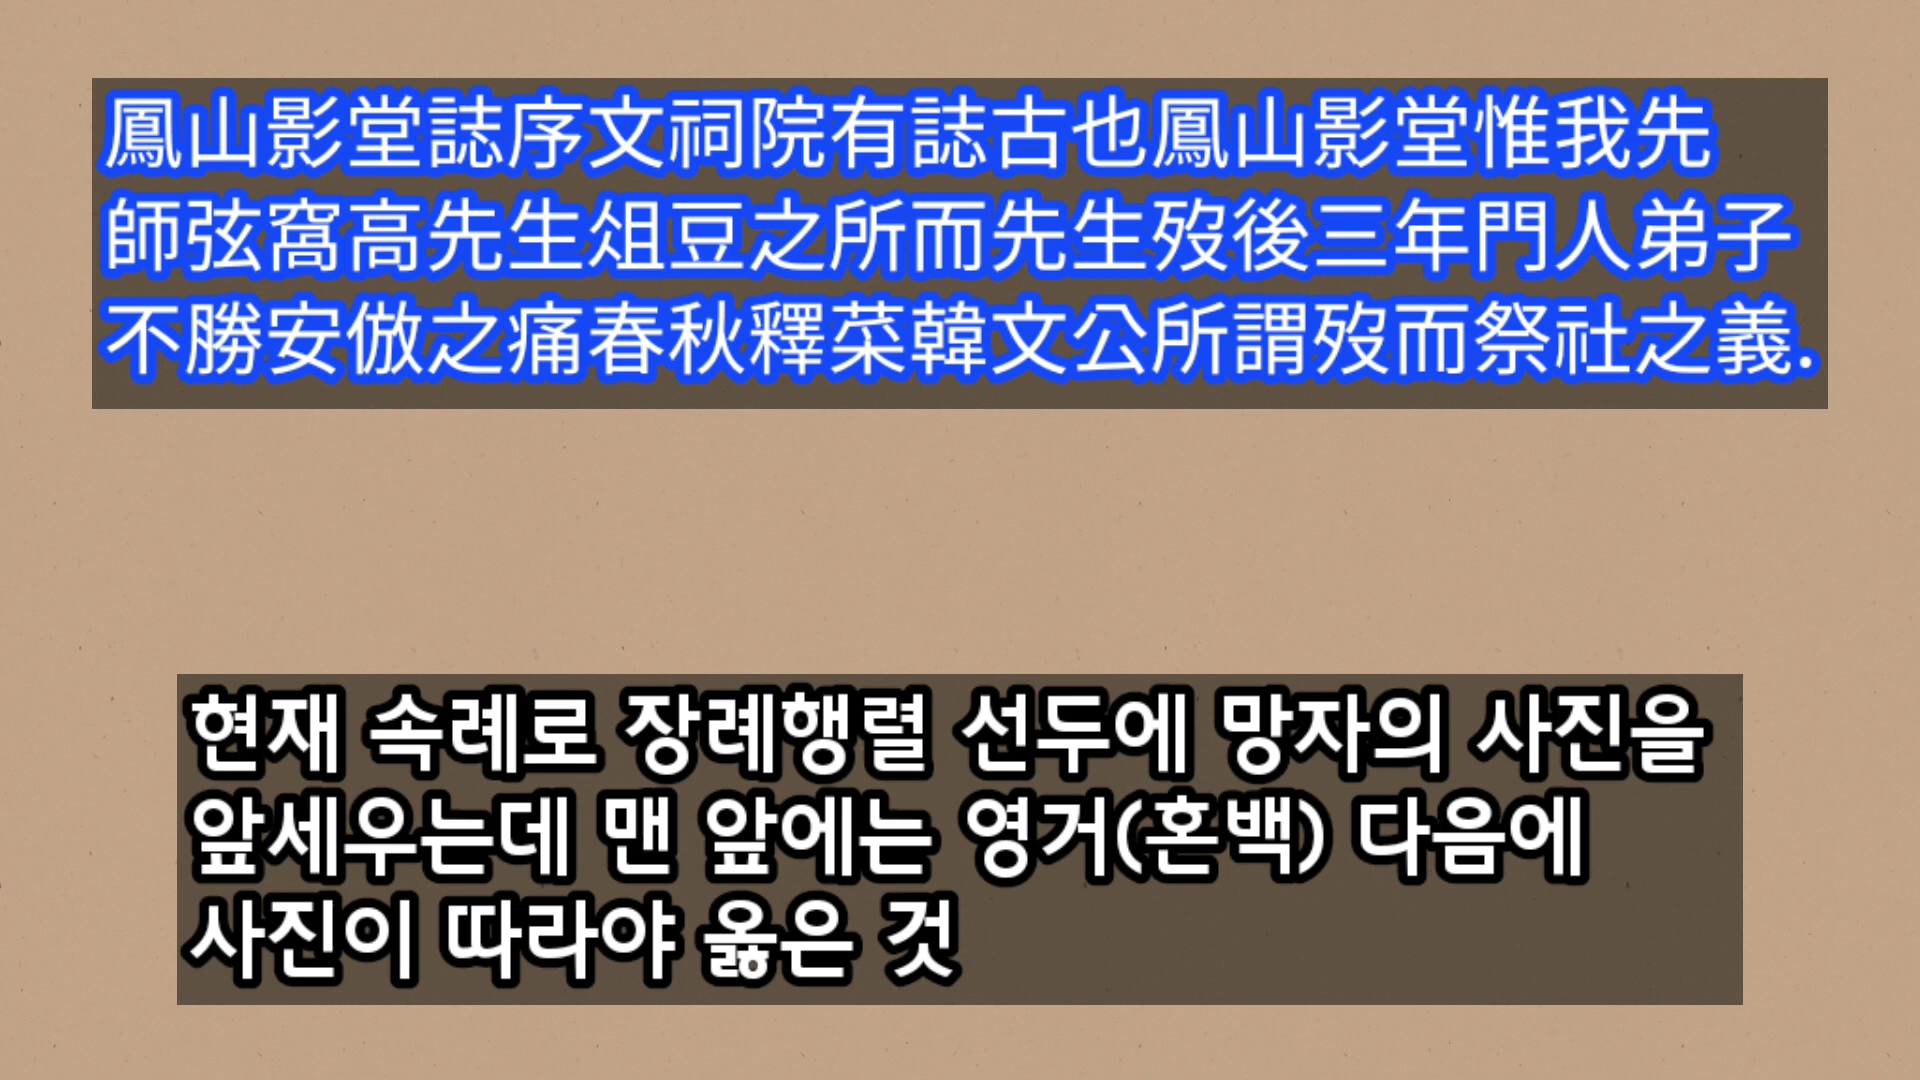 鳳山影堂誌序文祠院有誌古也鳳山影堂惟我先
師弦窩高先生俎豆之所而先生歿後三年門人弟子
不勝安倣之痛春秋釋菜韓文公所謂歿而祭社之義.
현재 속례로 장례행렬 선두에 망자의 사진을
앞세우는데 맨 앞에는 영거(혼백) 다음에
사진이 따라야 옳은 것